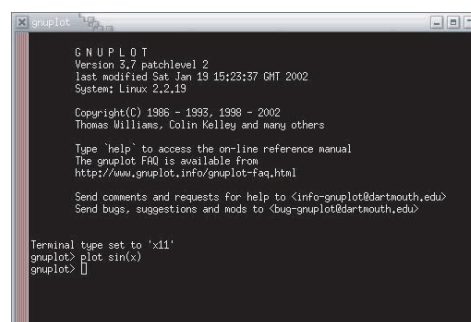 gnuplot
G N U P L O T
Version 3.7 patchlevel 2
last modified Sat Jan 19 15:23:37 GMT 2002
System: Linux 2.2.19
Copyright(C) 1986 - 1993, 1998 - 2002
Thomas Williams, Colin Kelley and many others
Type `help` to access the on-line reference manual
The gnuplot FAQ is available from
http://www.gnuplot.info/gnuplot-faq.html
Send comments and requests for help to <info-gnuplot@dartmouth.edu>
Send bugs, suggestions and mods to <bug-gnuplot@dartmouth.edu>
Terminal type set to 'x11'
gnuplot> plot sin(x)
gnuplot>